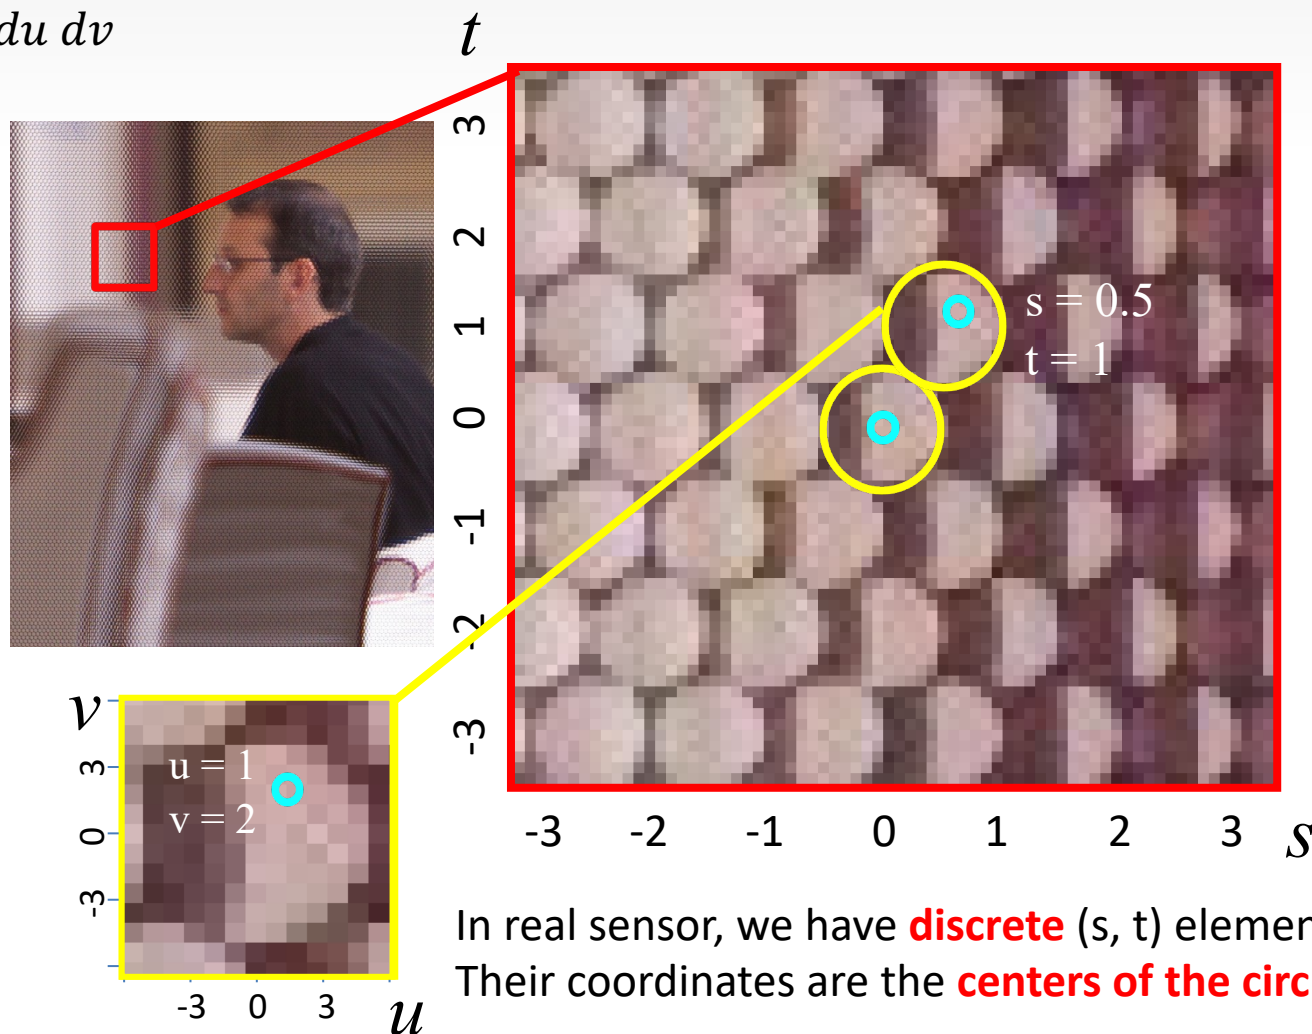 du dv
t
3
2
1
0
-1
-2
-3
s = 0.5
t = 1
-3 -2 -1 0 1 2 3 s
v
3
0
-3
u = 1
v = 2
-3 0 3 u
In real sensor, we have discrete (s, t) elemen
Their coordinates are the centers of the circ